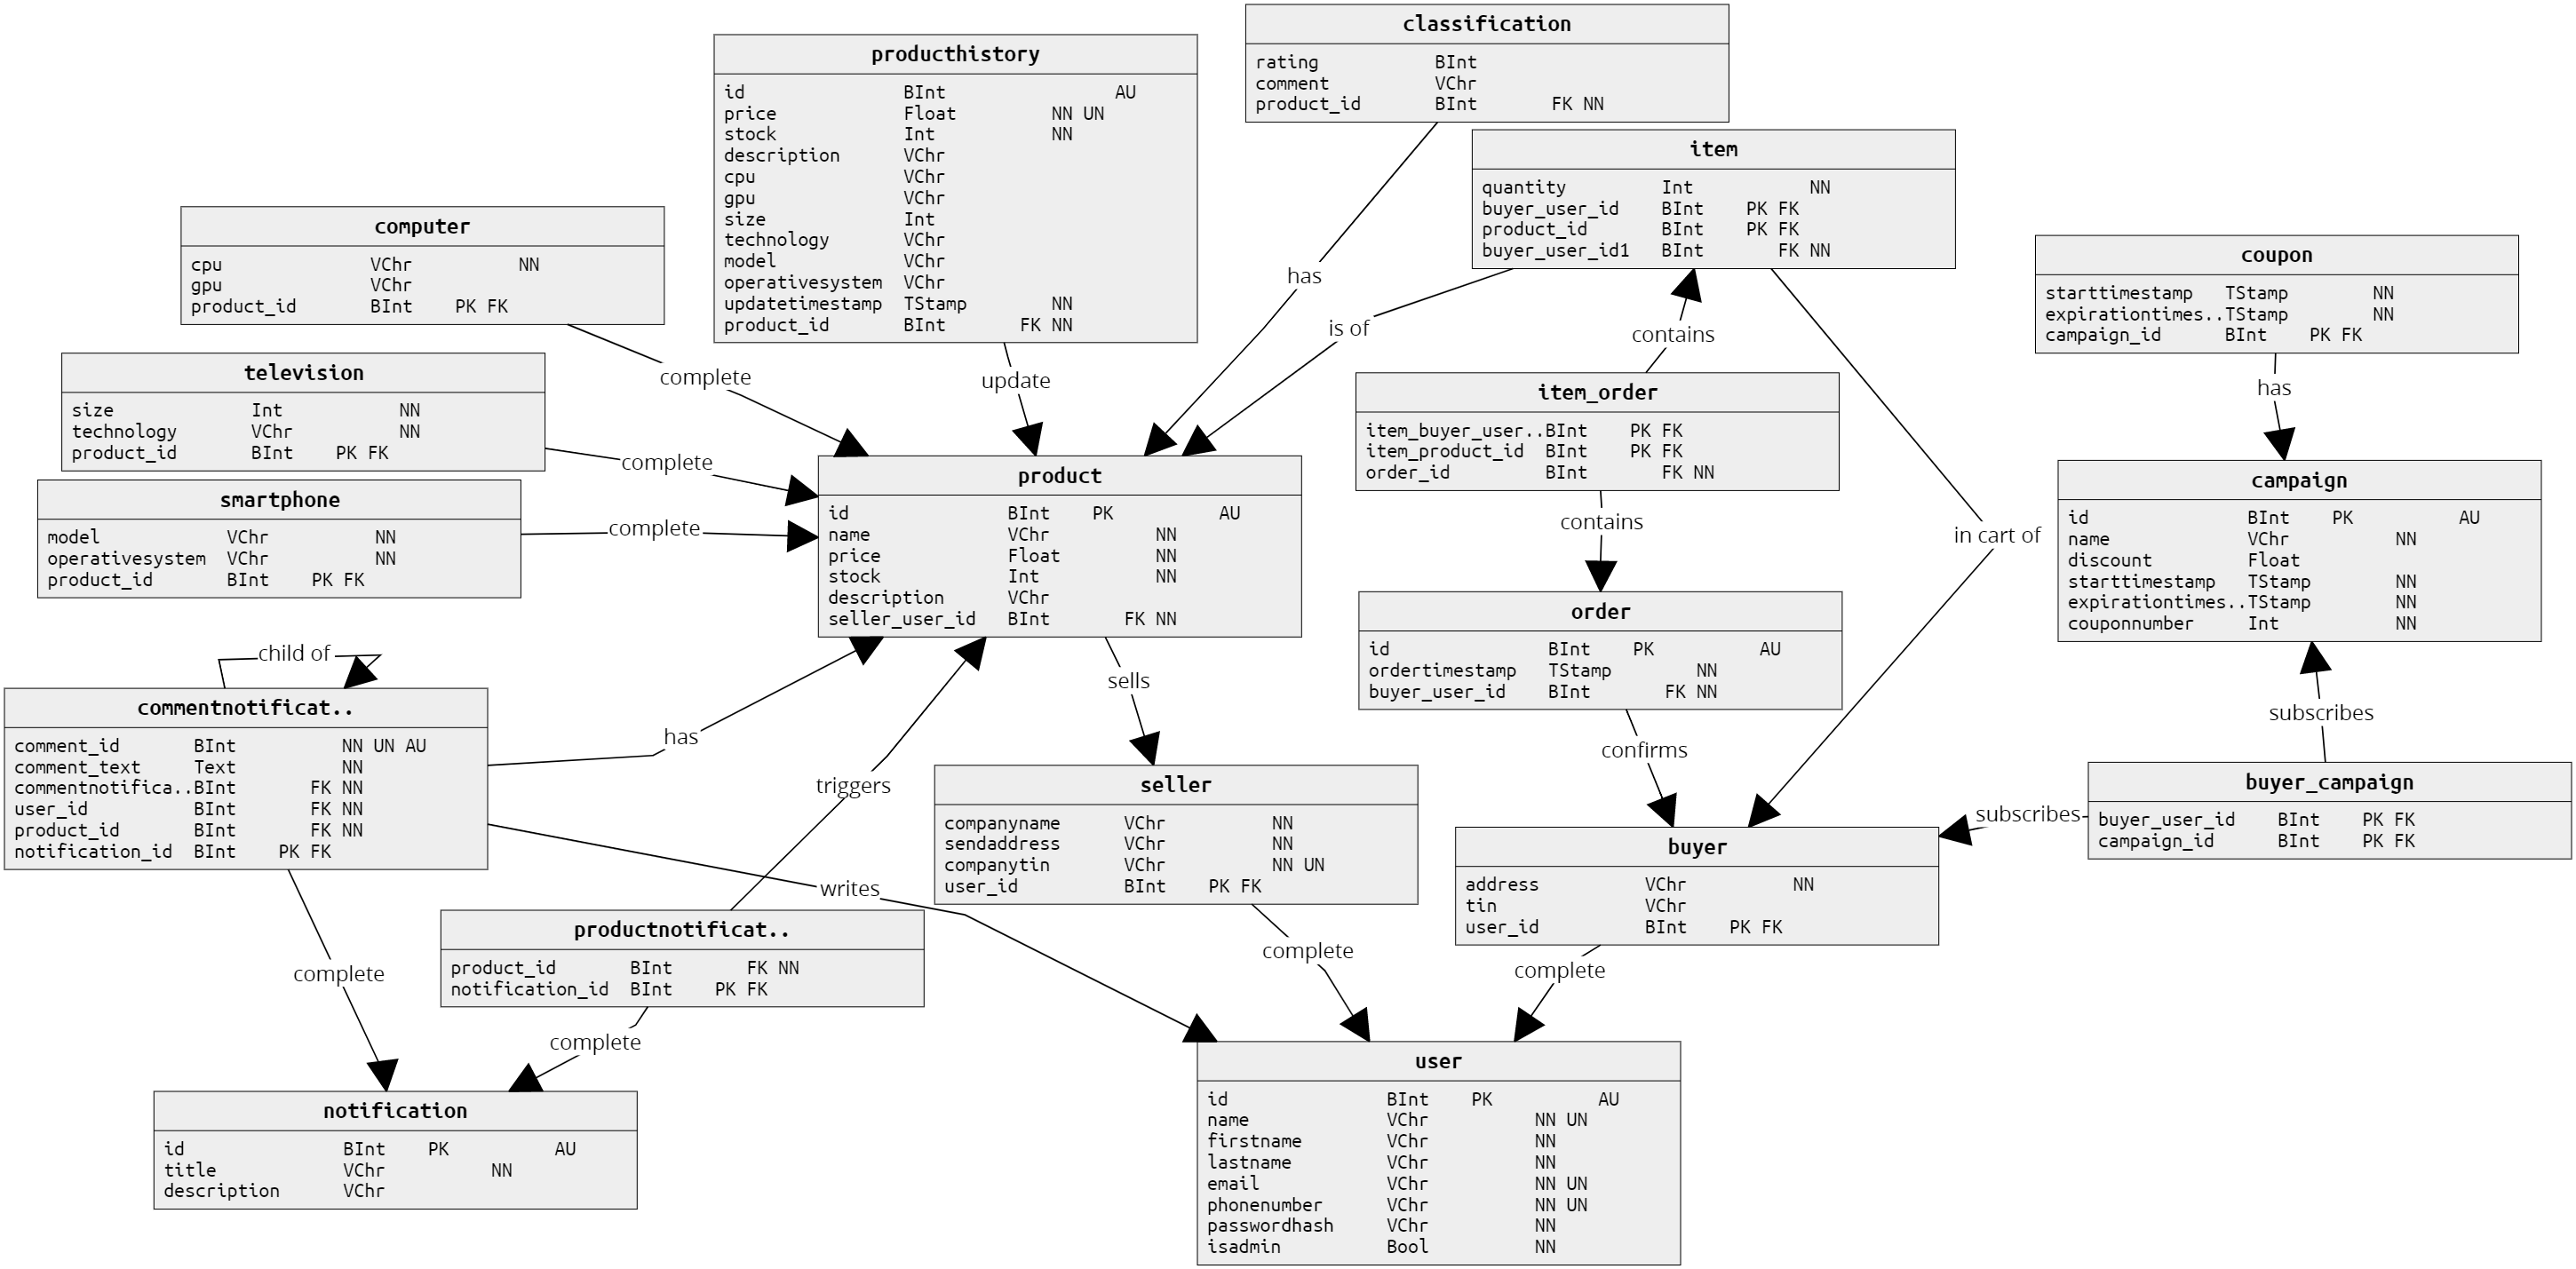 classification
rating BInt
comment VChr
product_id BInt FK NN
producthistory
id BInt AU
price Float NN UN
stock Int NN
description VChr
cpu VChr
gpu VChr
size Int
technology VChr
model VChr
operativesystem VChr
updatetimestamp TStamp NN
product_id BInt FK NN
item
quantity Int NN
buyer_user_id BInt PK FK
product_id BInt PK FK
buyer_user_id1 BInt FK NN
computer
cpu VChr NN
gpu VChr
product_id BInt PK FK
coupon
starttimestamp TStamp NN
expirationtimes..TStamp NN
campaign_id BInt PK FK
has
is of
contains
complete
update
has
television
size Int NN
technology VChr NN
product_id BInt PK FK
complete
item_order
item_buyer_user..BInt PK FK
item_product_id BInt PK FK
order_id BInt FK NN
smartphone
model VChr NN
operativesystem VChr NN
product_id BInt PK FK
complete
product
id BInt PK AU
name VChr NN
price Float NN
stock Int NN
description VChr
seller_user_id BInt FK NN
contains
in cart of
campaign
id BInt PK AU
name VChr NN
discount Float
starttimestamp TStamp NN
expirationtimes..TStamp NN
couponnumber Int NN
order
id BInt PK AU
ordertimestamp TStamp NN
buyer_user_id BInt FK NN
child of
sells
commentnotificat..
comment_id BInt NN UN AU
comment_text Text NN
commentnotifica..BInt FK NN
user_id BInt FK NN
product_id BInt FK NN
notification_id BInt PK FK
has
triggers
confirms
subscribes
seller
companyname VChr NN
sendaddress VChr NN
companytin VChr NN UN
user_id BInt PK FK
buyer_campaign
buyer_user_id BInt PK FK
campaign_id BInt PK FK
subscribes
buyer
address VChr NN
tin VChr
user_id BInt PK FK
writes
productnotificat..
product_id BInt FK NN
notification_id BInt PK FK
complete
complete
complete
complete
user
id BInt PK AU
name VChr NN UN
firstname VChr NN
lastname VChr NN
email VChr NN UN
phonenumber VChr NN UN
passwordhash VChr NN
isadmin Bool NN
notification
id BInt PK AU
title VChr NN
description VChr